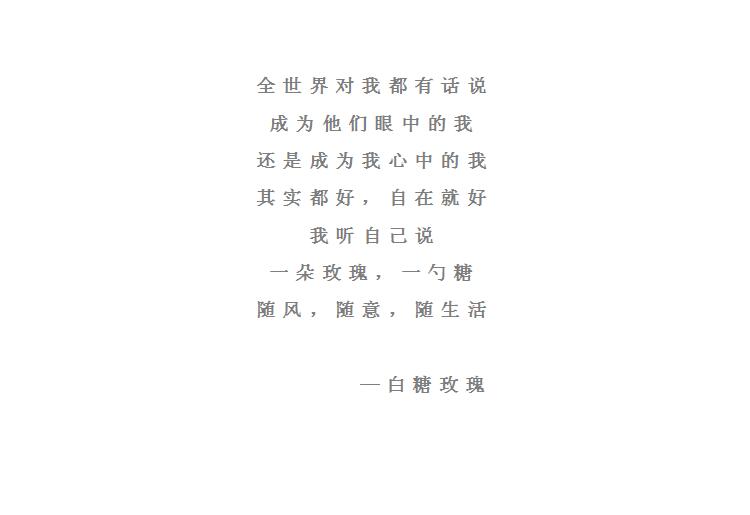 全世界对我都有话说
成为他们眼中的我
还是成为我心中的我
其实都好，自在就好
我听自己说
一朵玫瑰，一勺糖
随风，随意，随生活
—白糖玫瑰